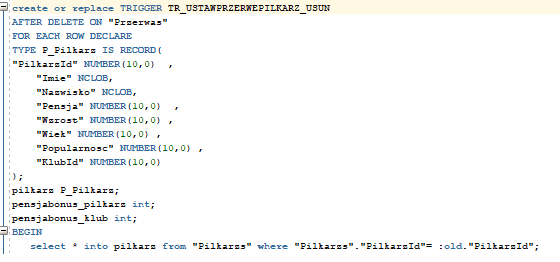 create or replace TRIGGER TR_USTAWPRZERWEPILKARZ_USUN
AFTER DELETE ON "Przerwas"
FOR EACH ROW DECLARE
TYPE P_Pilkarz IS RECORD(
"PilkarzId" NUMBER(10,0)  ,
    "Imie" NCLOB,
    "Nazwisko" NCLOB,
    "Pensja" NUMBER(10,0)  ,
    "Wzrost" NUMBER(10,0) ,
    "Wiek" NUMBER(10,0) ,
    "Popularnosc" NUMBER(10,0) ,
    "KlubId" NUMBER(10,0)
);
pilkarz P_Pilkarz;
pensjabonus_pilkarz int;
pensjabonus_klub int;
BEGIN
   select * into pilkarz from "Pilkarzs" where "Pilkarzs"."PilkarzId"= :old."PilkarzId";